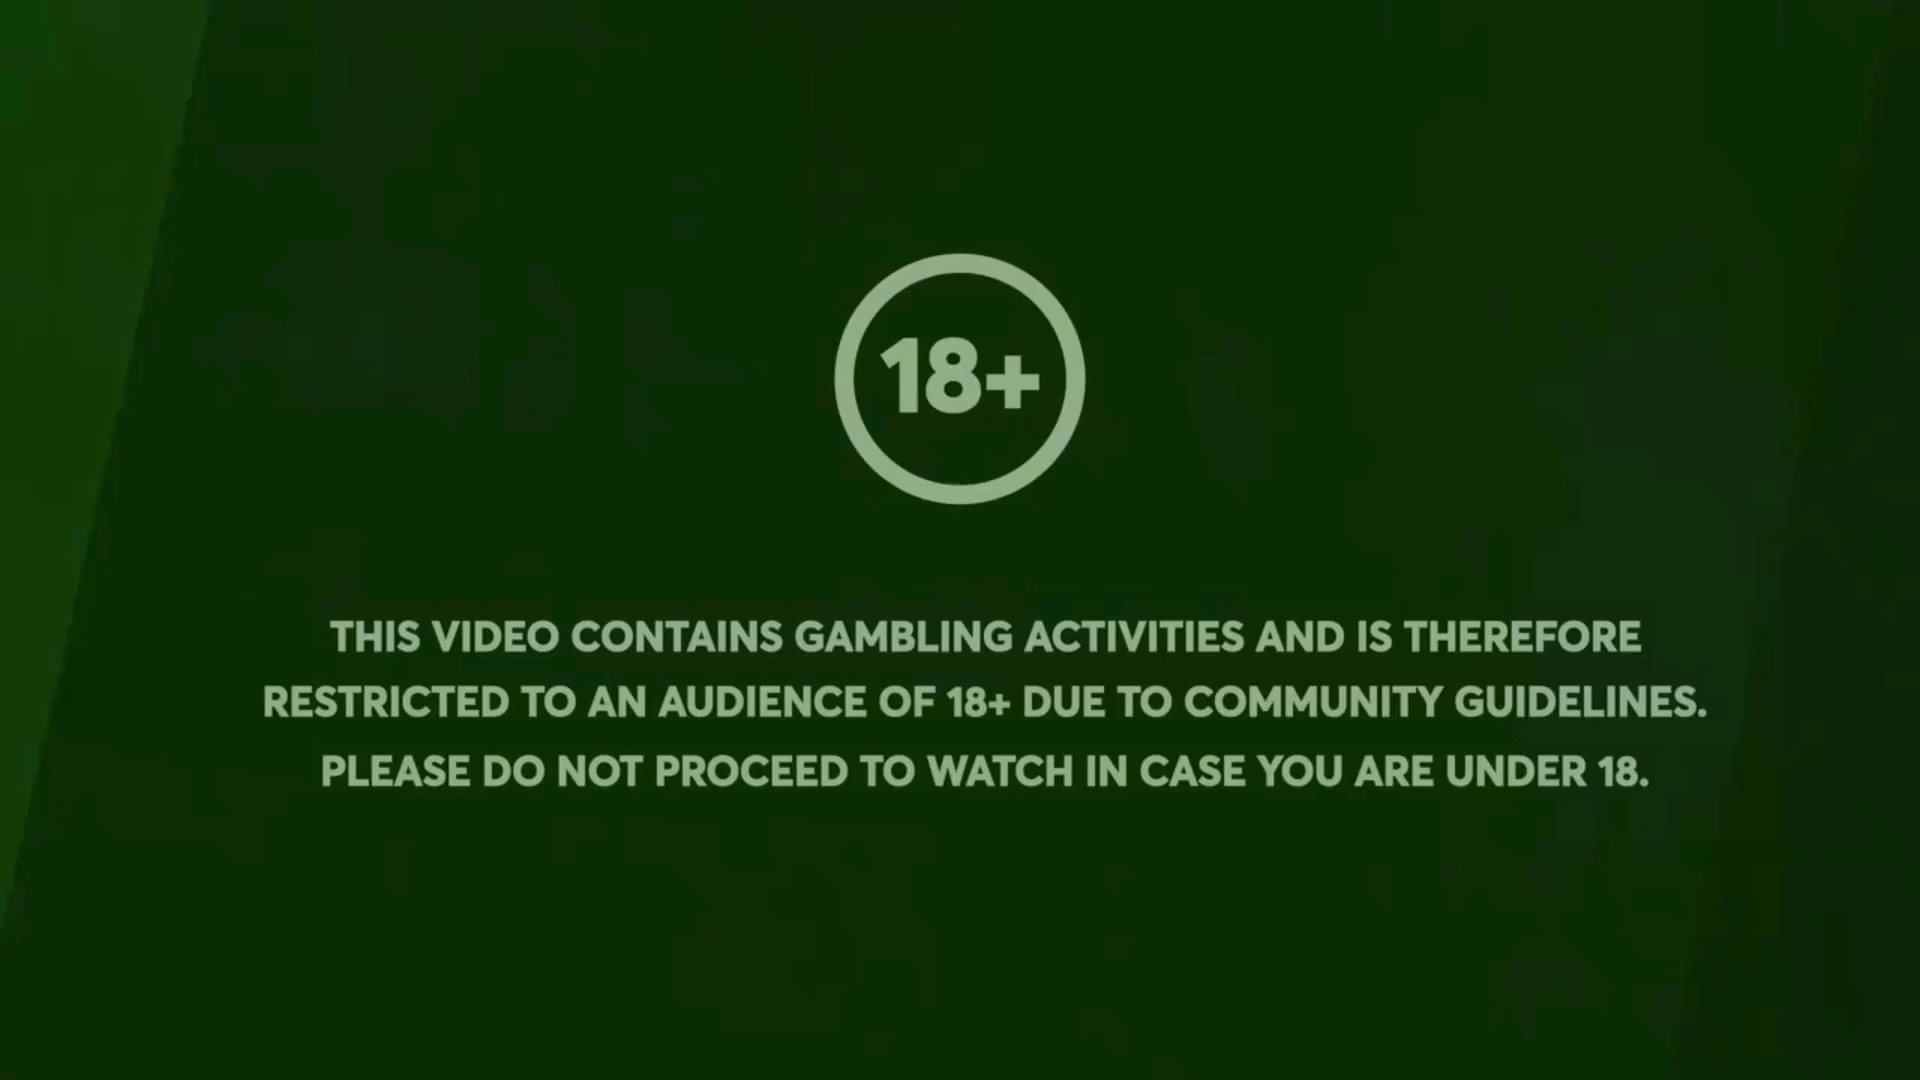 18+
THIS VIDEO CONTAINS GAMBLING ACTIVITIES AND IS THEREFORE
RESTRICTED TO AN AUDIENCE OF 18+ DUE TO COMMUNITY GUIDELINES.
PLEASE DO NOT PROCEED TO WATCH IN CASE YOU ARE UNDER 18.